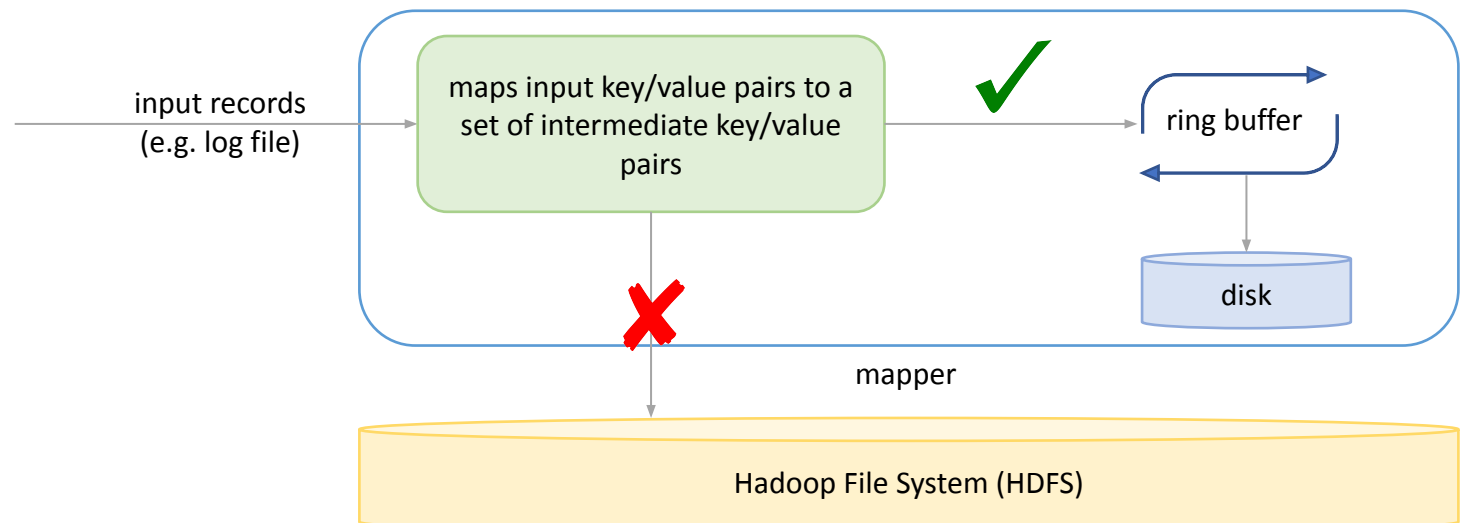 input records
(e.g. log file)
maps input key/value pairs to a
set of intermediate key/value
pairs
ring buffer
disk
mapper
Hadoop File System (HDFS)